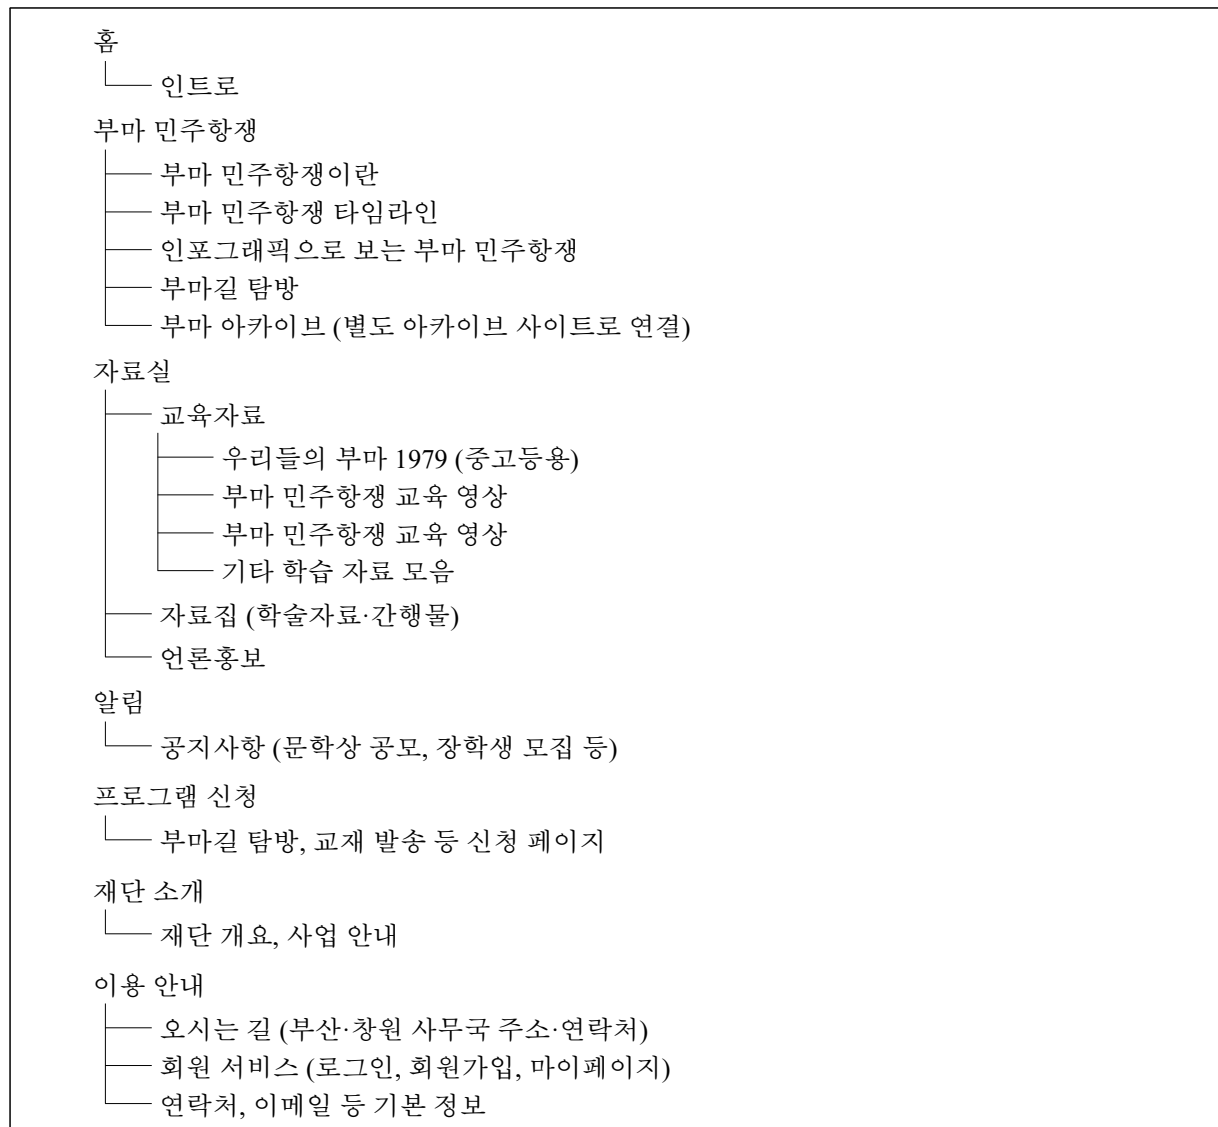 홈
인트로
부마 민주항쟁
부마 민주항쟁이란
부마 민주항쟁 타임라인
인포그래픽으로 보는 부마 민주항쟁
부마길 탐방
부마 아카이브 (별도 아카이브 사이트로 연결)
자료실
교육자료
우리들의 부마 1979 (중고등용)
부마 민주항쟁 교육 영상
부마 민주항쟁 교육 영상
기타 학습 자료 모음
자료집 (학술자료·간행물)
언론홍보
알림
공지사항 (문학상 공모, 장학생 모집 등)
프로그램 신청
부마길 탐방, 교재 발송 등 신청 페이지
재단 소개
재단 개요, 사업 안내
이용 안내
오시는 길 (부산·창원 사무국 주소·연락처)
회원 서비스 (로그인, 회원가입, 마이페이지)
연락처, 이메일 등 기본 정보